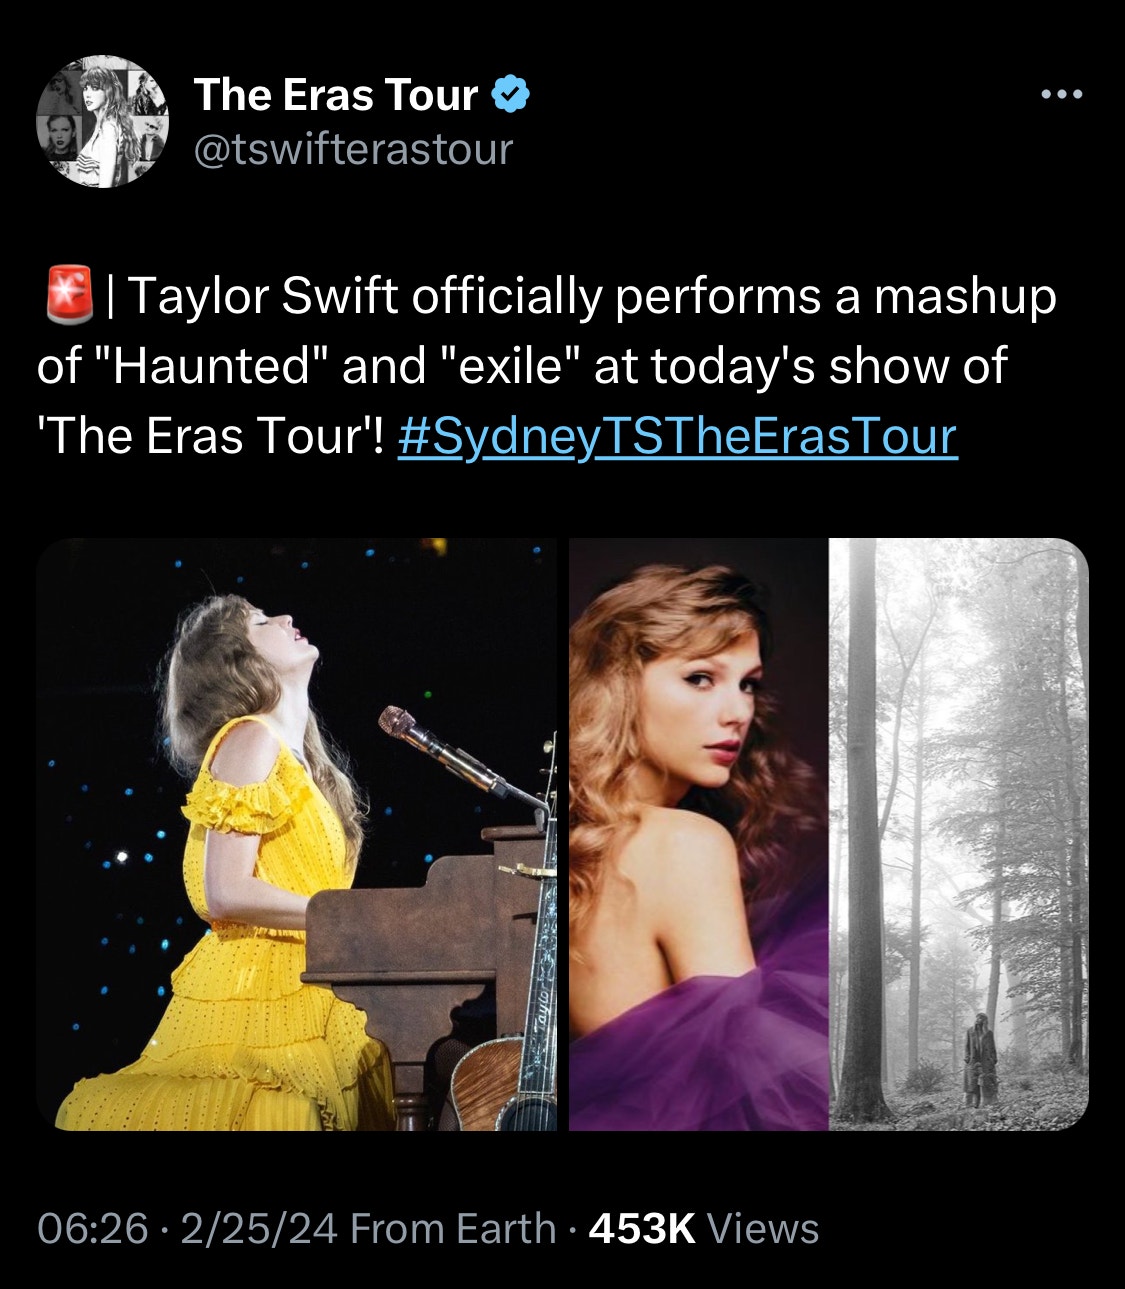 The Eras Tour
@tswifterastour
🚨| Taylor Swift officially performs a mashup
of "Haunted" and "exile" at today's show of
'The Eras Tour'! #SydneyTSTheErasTour
Taylo
06:26 · 2/25/24 From Earth · 453K Views